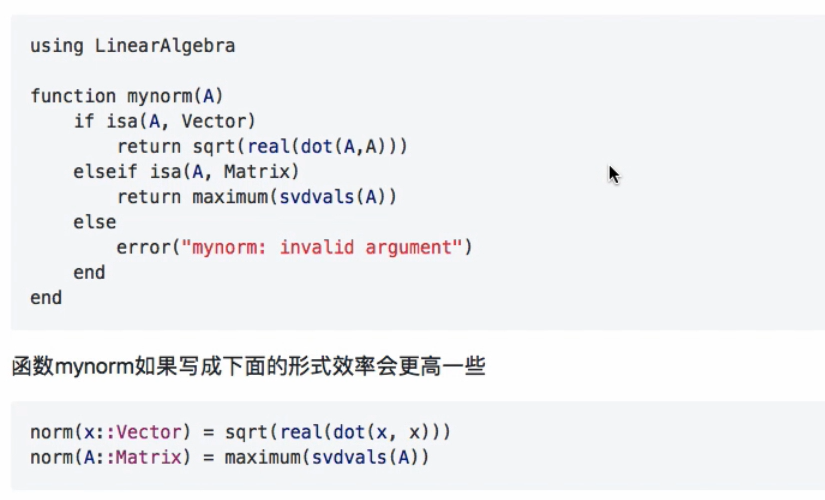 using LinearAlgebra
function mynorm(A)
    if isa(A, Vector)
        return sqrt(real(dot(A,A)))
    elseif isa(A, Matrix)
        return maximum(svdvals(A))
    else
        error("mynorm: invalid argument")
    end
end
函数mynorm如果写成下面的形式效率会更高一些
norm(x::Vector) = sqrt(real(dot(x, x)))
norm(A::Matrix) = maximum(svdvals(A))